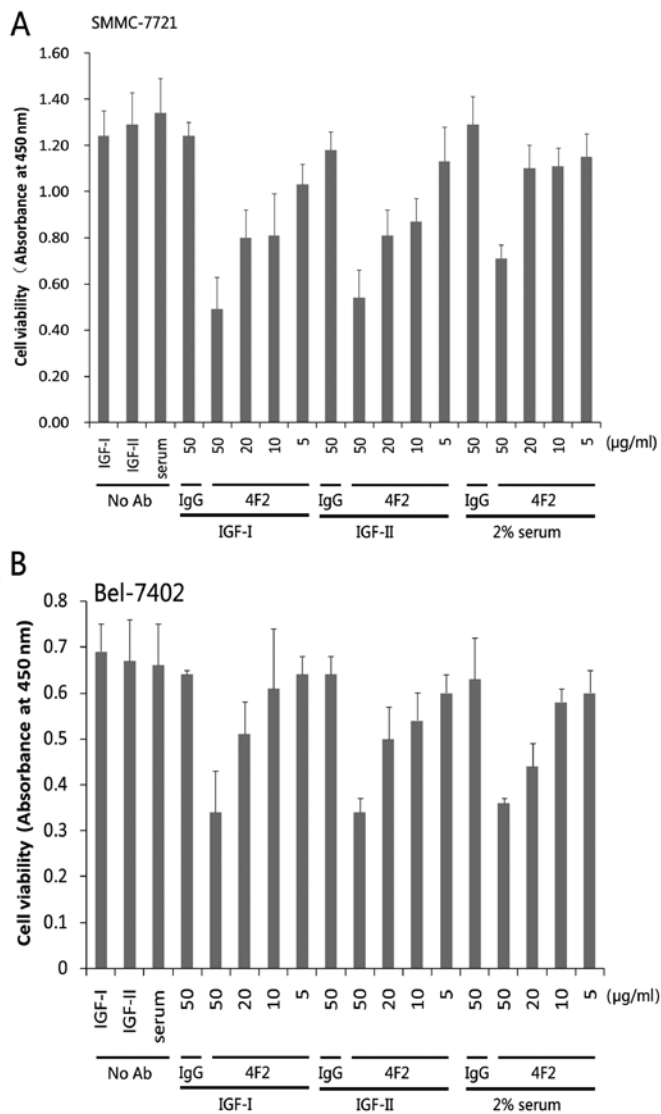 A
SMMC-7721
Cell viability ( Absorbance at 450 nm)
1.60
1.40
1.20
1.00
0.80
0.60
0.40
0.20
0.00
IGF-I IGF-II serum 50 50 20 10 5 50 50 20 10 5 50 50 20 10 5 (μg/ml)
No Ab IgG 4F2 IgG 4F2 IgG 4F2
IGF-I IGF-II 2% serum
B
Bel-7402
Cell viability (Absorbance at 450 nm)
0.8
0.7
0.6
0.5
0.4
0.3
0.2
0.1
0
IGF-I IGF-II serum 50 50 20 10 5 50 50 20 10 5 50 50 20 10 5 (μg/ml)
No Ab IgG 4F2 IgG 4F2 IgG 4F2
IGF-I IGF-II 2% serum